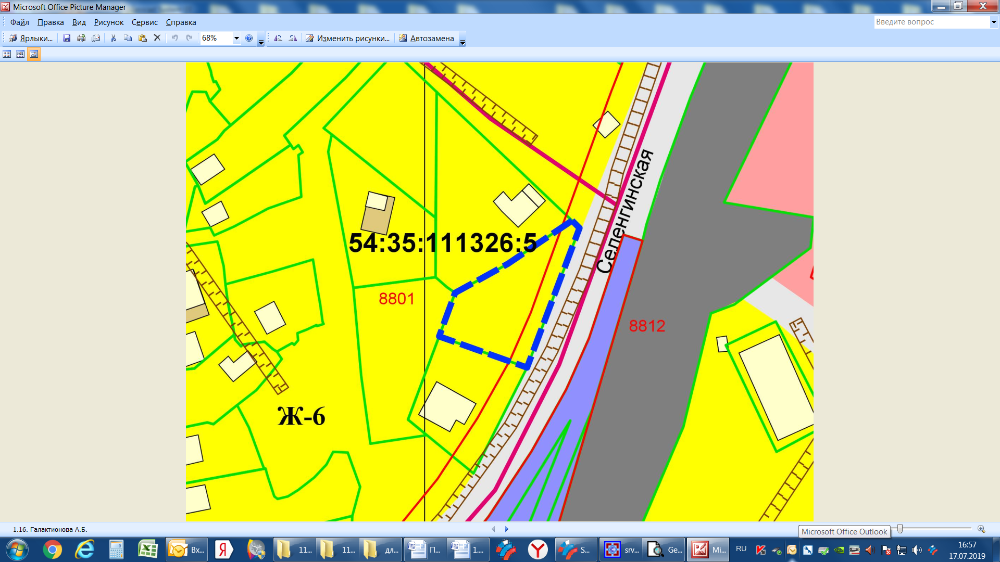 Microsoft Office Picture Manager
Файл Правка Вид Рисунок Сервис Справка
Введите вопрос
Ярлыки... 68% Изменить рисунки... Автозамена
Селенгинская
54:35:111326:5
8801
8812
Ж-6
1.16. Галактионова А.Б.
Microsoft Office Outlook
Вх... 11... 11... дл... П... 1.... S... srv... Ge... Mi... RU
16:57
17.07.2019